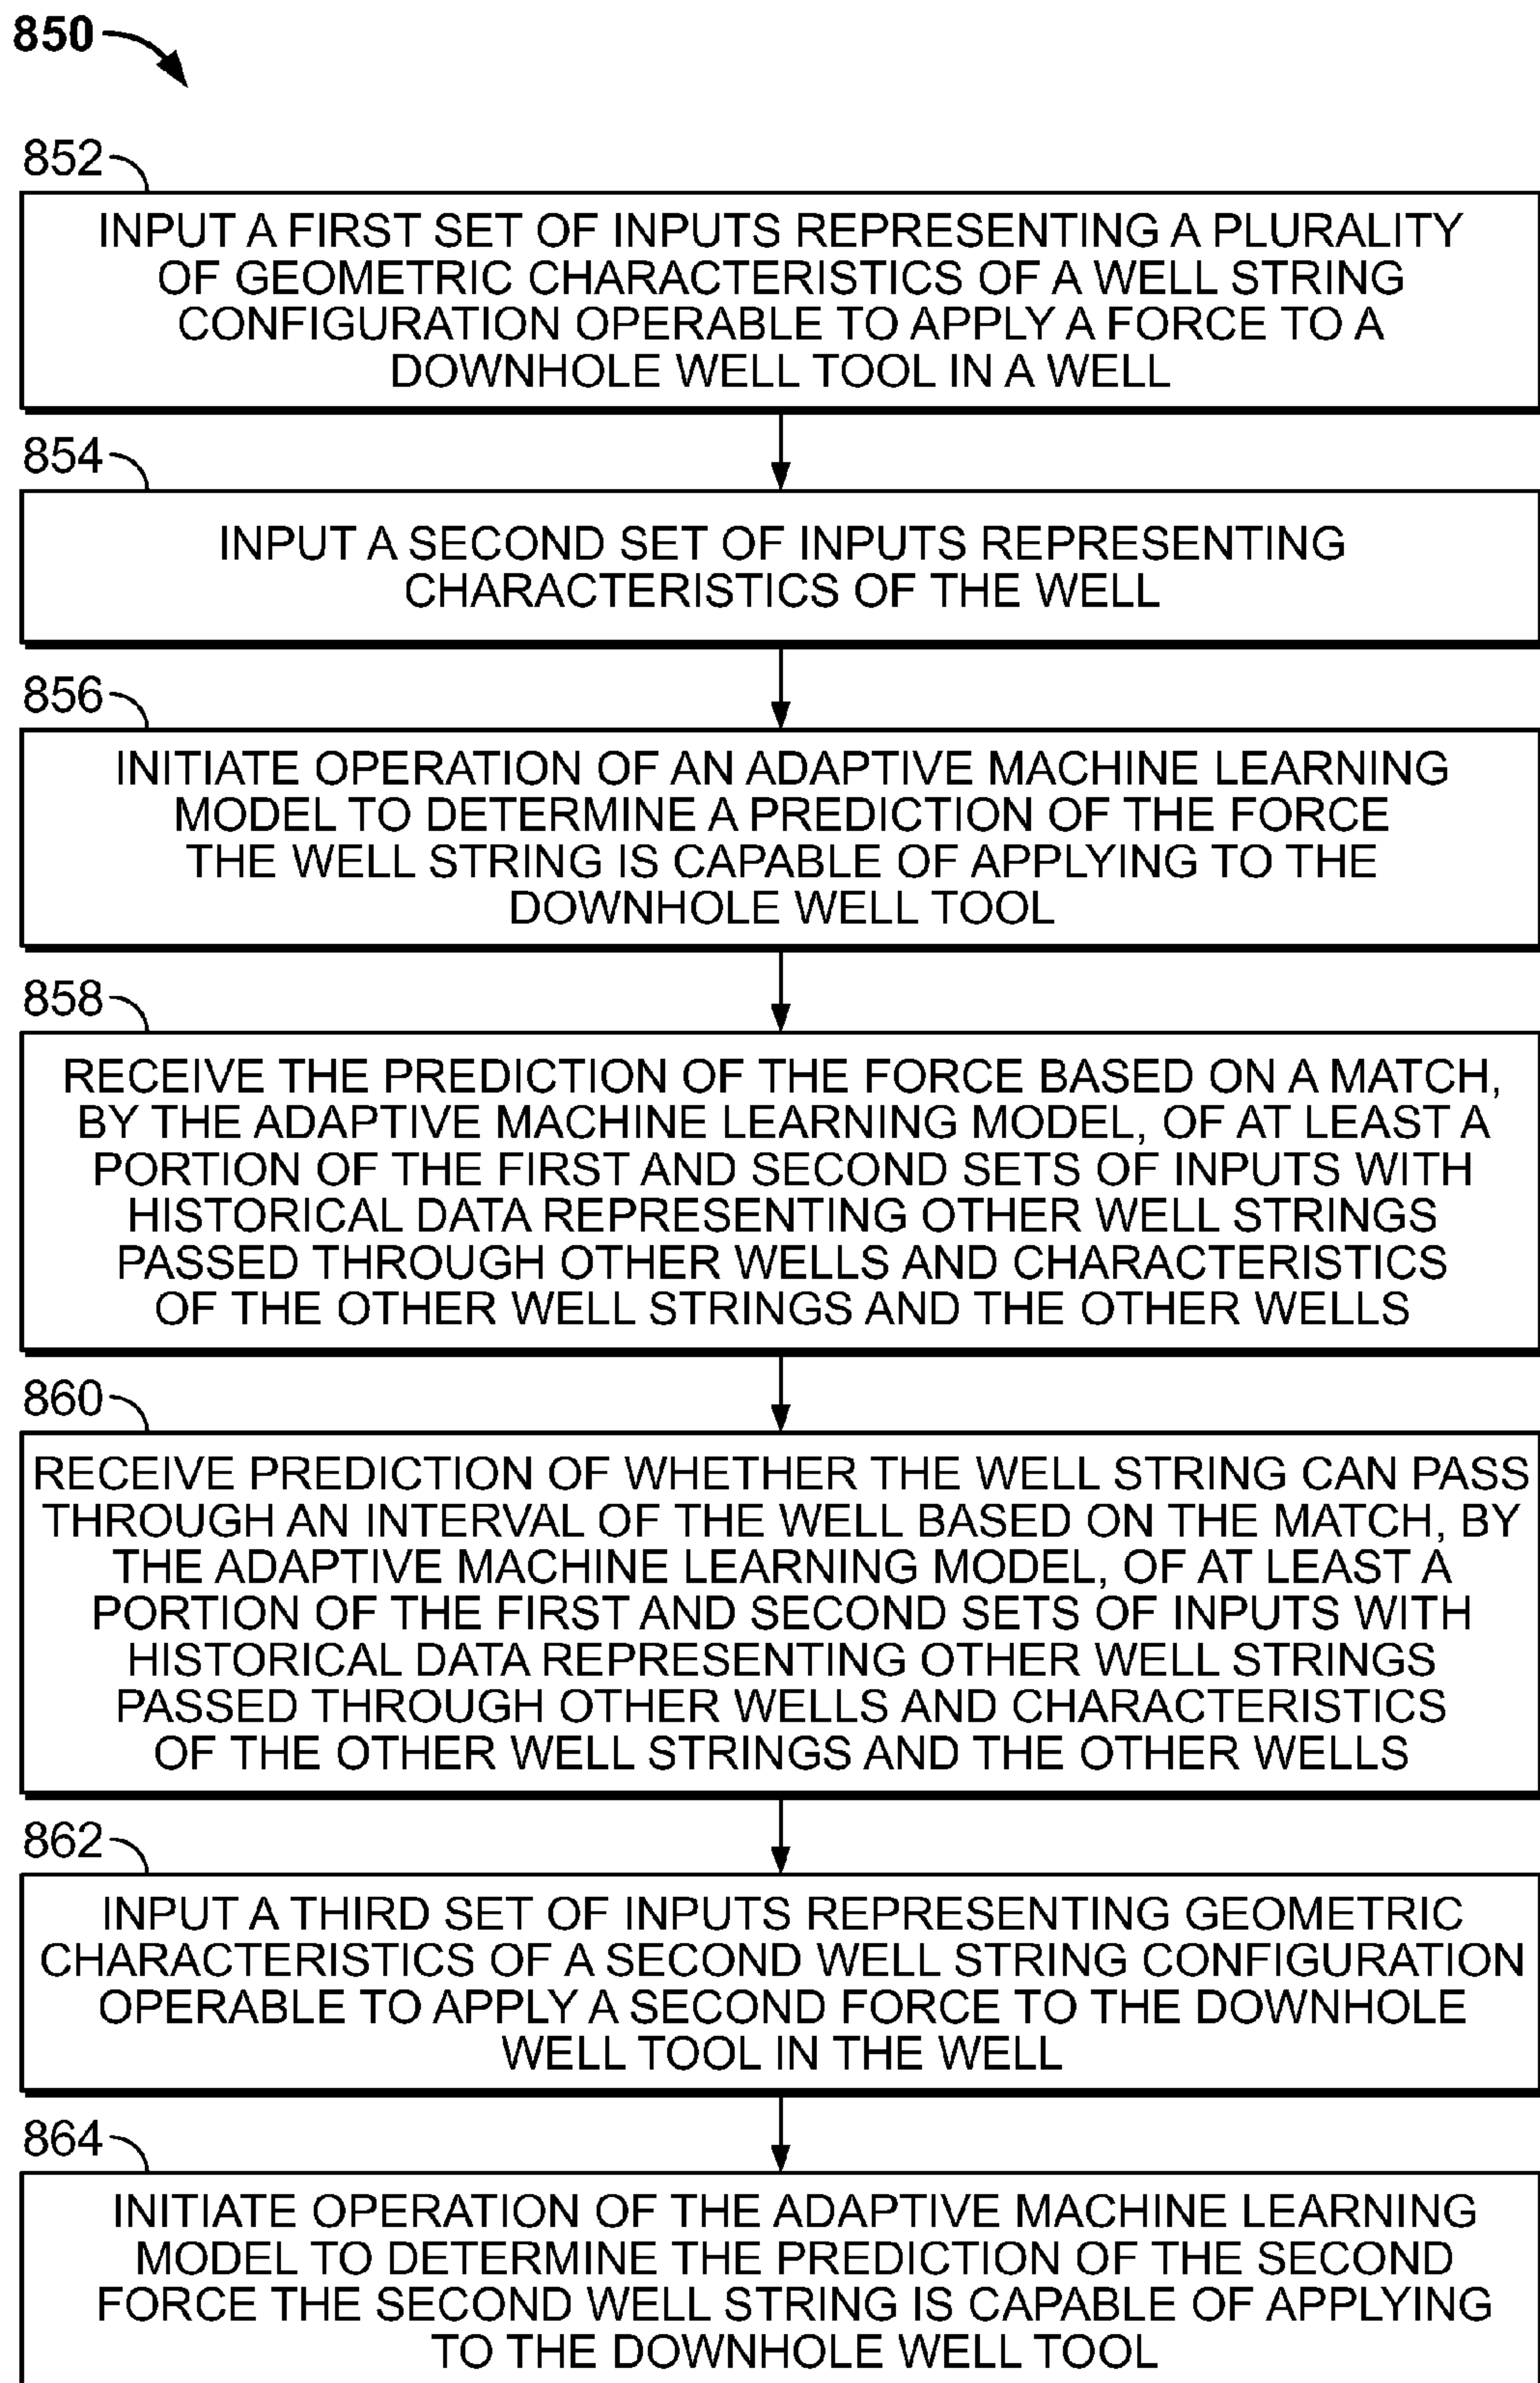 850
852
INPUT A FIRST SET OF INPUTS REPRESENTING A PLURALITY
OF GEOMETRIC CHARACTERISTICS OF A WELL STRING
CONFIGURATION OPERABLE TO APPLY A FORCE TO A
DOWNHOLE WELL TOOL IN A WELL
854
INPUT A SECOND SET OF INPUTS REPRESENTING
CHARACTERISTICS OF THE WELL
856
INITIATE OPERATION OF AN ADAPTIVE MACHINE LEARNING
MODEL TO DETERMINE A PREDICTION OF THE FORCE
THE WELL STRING IS CAPABLE OF APPLYING TO THE
DOWNHOLE WELL TOOL
858
RECEIVE THE PREDICTION OF THE FORCE BASED ON A MATCH,
BY THE ADAPTIVE MACHINE LEARNING MODEL, OF AT LEAST A
PORTION OF THE FIRST AND SECOND SETS OF INPUTS WITH
HISTORICAL DATA REPRESENTING OTHER WELL STRINGS
PASSED THROUGH OTHER WELLS AND CHARACTERISTICS
OF THE OTHER WELL STRINGS AND THE OTHER WELLS
860
RECEIVE PREDICTION OF WHETHER THE WELL STRING CAN PASS
THROUGH AN INTERVAL OF THE WELL BASED ON THE MATCH, BY
THE ADAPTIVE MACHINE LEARNING MODEL, OF AT LEAST A
PORTION OF THE FIRST AND SECOND SETS OF INPUTS WITH
HISTORICAL DATA REPRESENTING OTHER WELL STRINGS
PASSED THROUGH OTHER WELLS AND CHARACTERISTICS
OF THE OTHER WELL STRINGS AND THE OTHER WELLS
862
INPUT A THIRD SET OF INPUTS REPRESENTING GEOMETRIC
CHARACTERISTICS OF A SECOND WELL STRING CONFIGURATION
OPERABLE TO APPLY A SECOND FORCE TO THE DOWNHOLE
WELL TOOL IN THE WELL
864
INITIATE OPERATION OF THE ADAPTIVE MACHINE LEARNING
MODEL TO DETERMINE THE PREDICTION OF THE SECOND
FORCE THE SECOND WELL STRING IS CAPABLE OF APPLYING
TO THE DOWNHOLE WELL TOOL